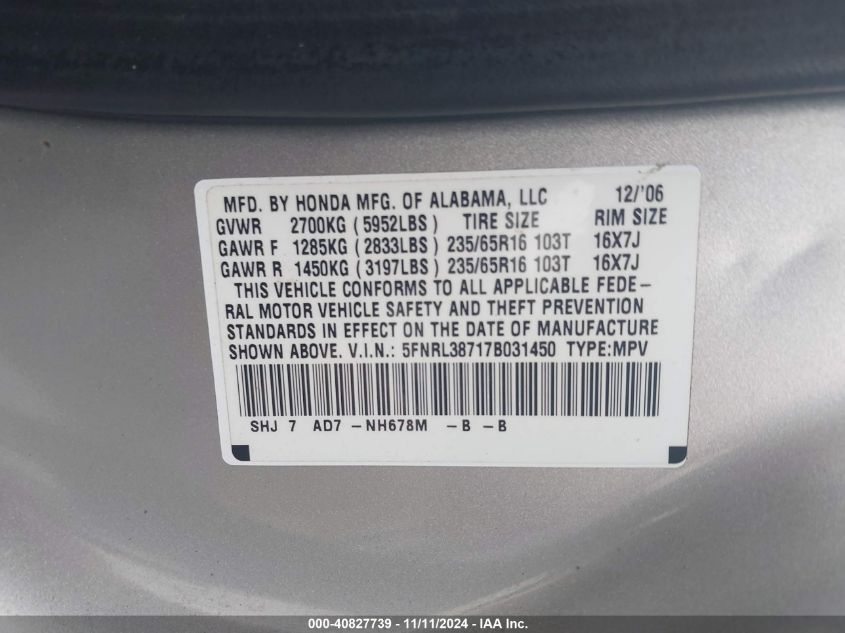 MFD. BY HONDA MFG. OF ALABAMA, LLC 12/'06
GVWR 2700KG (5952LBS) TIRE SIZE RIM SIZE
GAWR F 1285KG (2833LBS) 235/65R16 103T 16X7J
GAWR R 1450KG (3197LBS) 235/65R16 103T 16X7J
THIS VEHICLE CONFORMS TO ALL APPLICABLE FEDE-
RAL MOTOR VEHICLE SAFETY AND THEFT PREVENTION
STANDARDS IN EFFECT ON THE DATE OF MANUFACTURE
SHOWN ABOVE. V.I.N.: 5FNRL38717B031450 TYPE:MPV
SHJ 7 AD7 -NH678M -B -B
000-40827739 - 11/11/2024 - IAA Inc.